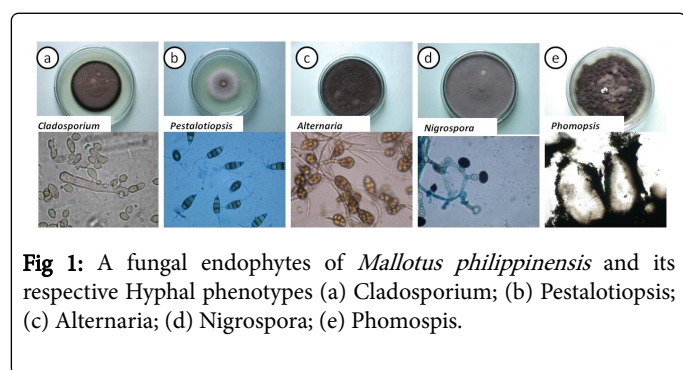 a b c d e
Cladosporium Pestalotiopsis Alternaria Nigrospora Phomopsis
Fig 1: A fungal endophytes of Mallotus philippinensis and its
respective Hyphal phenotypes (a) Cladosporium; (b) Pestalotiopsis;
(c) Alternaria; (d) Nigrospora; (e) Phomospis.